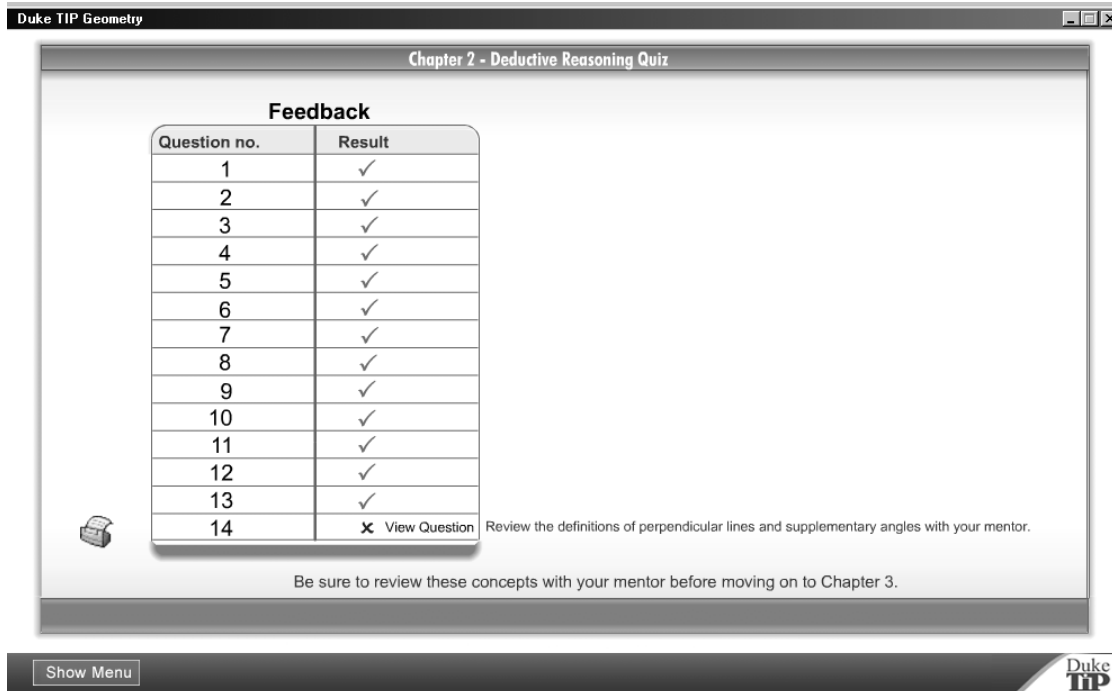 Duke TIP Geometry
Chapter 2 - Deductive Reasoning Quiz
Feedback
Question no. Result
1 ✓
2 ✓
3 ✓
4 ✓
5 ✓
6 ✓
7 ✓
8 ✓
9 ✓
10 ✓
11 ✓
12 ✓
13 ✓
14 ✗ View Question Review the definitions of perpendicular lines and supplementary angles with your mentor.
Be sure to review these concepts with your mentor before moving on to Chapter 3.
Show Menu
Duke
TiP